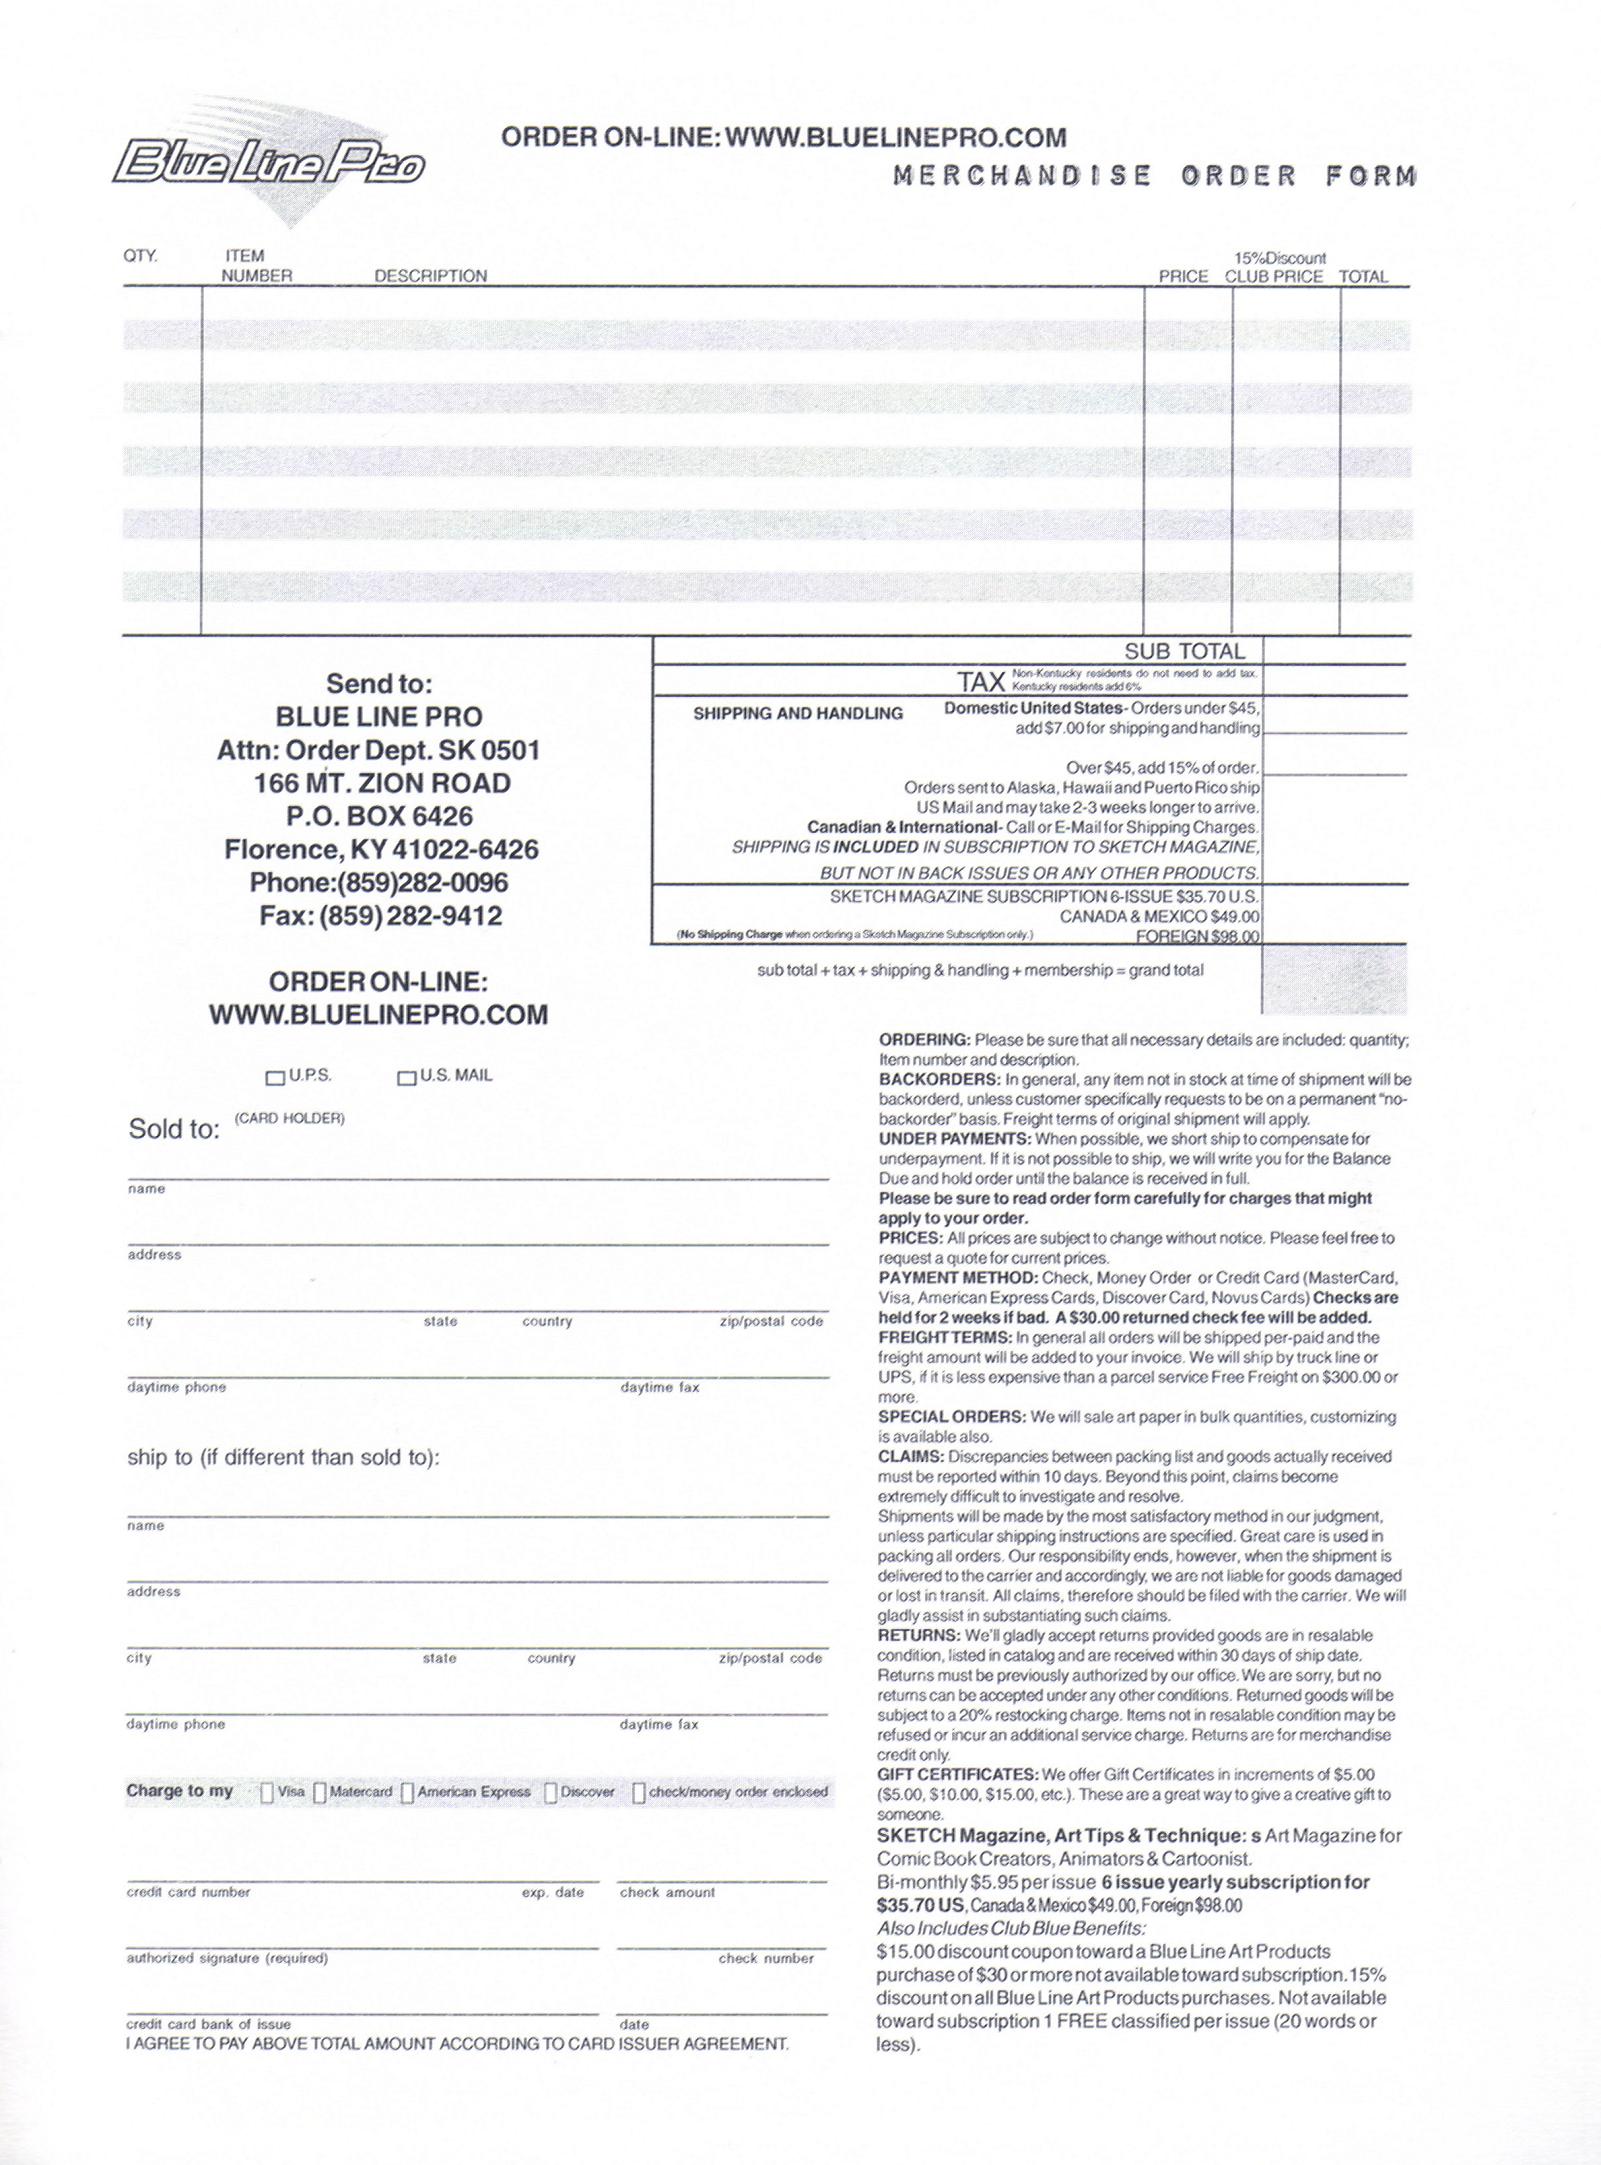 Blue Line Pro
ORDER ON-LINE: WWW.BLUELINEPRO.COM
MERCHANDISE ORDER FORM
QTY.
ITEM
NUMBER
DESCRIPTION
PRICE
15%Discount
CLUB PRICE
TOTAL
Send to:
BLUE LINE PRO
Attn: Order Dept. SK 0501
166 MT. ZION ROAD
P.O. BOX 6426
Florence, KY 41022-6426
Phone:(859)282-0096
Fax: (859) 282-9412
ORDER ON-LINE:
WWW.BLUELINEPRO.COM
SUB TOTAL
TAX Non-Kentucky residents do not need to add tax.
Kentucky residents add 6%
SHIPPING AND HANDLING
Domestic United States- Orders under $45,
add $7.00 for shipping and handling
Over $45, add 15% of order.
Orders sent to Alaska, Hawaii and Puerto Rico ship
US Mail and may take 2-3 weeks longer to arrive.
Canadian & International- Call or E-Mail for Shipping Charges.
SHIPPING IS INCLUDED IN SUBSCRIPTION TO SKETCH MAGAZINE,
BUT NOT IN BACK ISSUES OR ANY OTHER PRODUCTS.
SKETCH MAGAZINE SUBSCRIPTION 6-ISSUE $35.70 U.S.
CANADA & MEXICO $49.00
(No Shipping Charge when ordering a Sketch Magazine Subscription only.) FOREIGN $98.00
sub total + tax + shipping & handling + membership = grand total
U.P.S. U.S. MAIL
Sold to: (CARD HOLDER)
name
address
city state country zip/postal code
daytime phone daytime fax
ship to (if different than sold to):
name
address
city state country zip/postal code
daytime phone daytime fax
Charge to my Visa Matercard American Express Discover check/money order enclosed
credit card number exp. date check amount
authorized signature (required) check number
credit card bank of issue date
I AGREE TO PAY ABOVE TOTAL AMOUNT ACCORDING TO CARD ISSUER AGREEMENT.
ORDERING: Please be sure that all necessary details are included: quantity;
Item number and description.
BACKORDERS: In general, any item not in stock at time of shipment will be
backorderd, unless customer specifically requests to be on a permanent "no-
backorder" basis. Freight terms of original shipment will apply.
UNDER PAYMENTS: When possible, we short ship to compensate for
underpayment. If it is not possible to ship, we will write you for the Balance
Due and hold order until the balance is received in full.
Please be sure to read order form carefully for charges that might
apply to your order.
PRICES: All prices are subject to change without notice. Please feel free to
request a quote for current prices.
PAYMENT METHOD: Check, Money Order or Credit Card (MasterCard,
Visa, American Express Cards, Discover Card, Novus Cards) Checks are
held for 2 weeks if bad. A $30.00 returned check fee will be added.
FREIGHT TERMS: In general all orders will be shipped per-paid and the
freight amount will be added to your invoice. We will ship by truck line or
UPS, if it is less expensive than a parcel service Free Freight on $300.00 or
more.
SPECIAL ORDERS: We will sale art paper in bulk quantities, customizing
is available also.
CLAIMS: Discrepancies between packing list and goods actually received
must be reported within 10 days. Beyond this point, claims become
extremely difficult to investigate and resolve.
Shipments will be made by the most satisfactory method in our judgment,
unless particular shipping instructions are specified. Great care is used in
packing all orders. Our responsibility ends, however, when the shipment is
delivered to the carrier and accordingly, we are not liable for goods damaged
or lost in transit. All claims, therefore should be filed with the carrier. We will
gladly assist in substantiating such claims.
RETURNS: We'll gladly accept returns provided goods are in resalable
condition, listed in catalog and are received within 30 days of ship date.
Returns must be previously authorized by our office. We are sorry, but no
returns can be accepted under any other conditions. Returned goods will be
subject to a 20% restocking charge. Items not in resalable condition may be
refused or incur an additional service charge. Returns are for merchandise
credit only.
GIFT CERTIFICATES: We offer Gift Certificates in increments of $5.00
($5.00, $10.00, $15.00, etc.). These are a great way to give a creative gift to
someone.
SKETCH Magazine, Art Tips & Technique: s Art Magazine for
Comic Book Creators, Animators & Cartoonist.
Bi-monthly $5.95 per issue 6 issue yearly subscription for
$35.70 US, Canada & Mexico $49.00, Foreign $98.00
Also Includes Club Blue Benefits:
$15.00 discount coupon toward a Blue Line Art Products
purchase of $30 or more not available toward subscription. 15%
discount on all Blue Line Art Products purchases. Not available
toward subscription 1 FREE classified per issue (20 words or
less).